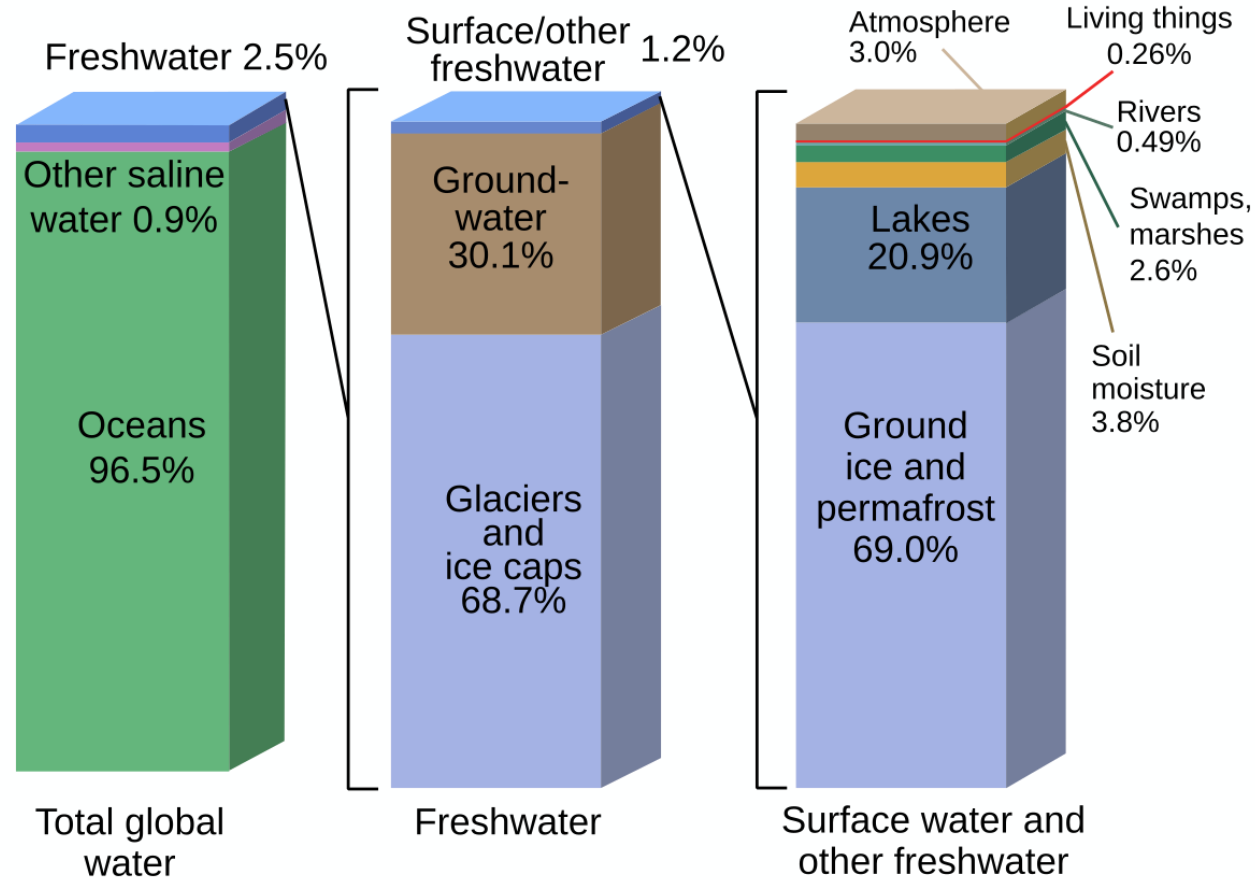 Freshwater 2.5%
Other saline
water 0.9%
Oceans
96.5%
Total global
water
Surface/other
freshwater
1.2%
Ground-
water
30.1%
Glaciers
and
ice caps
68.7%
Freshwater
Atmosphere
3.0%
Living things
0.26%
Rivers
0.49%
Swamps,
marshes
2.6%
Soil
moisture
3.8%
Lakes
20.9%
Ground
ice and
permafrost
69.0%
Surface water and
other freshwater